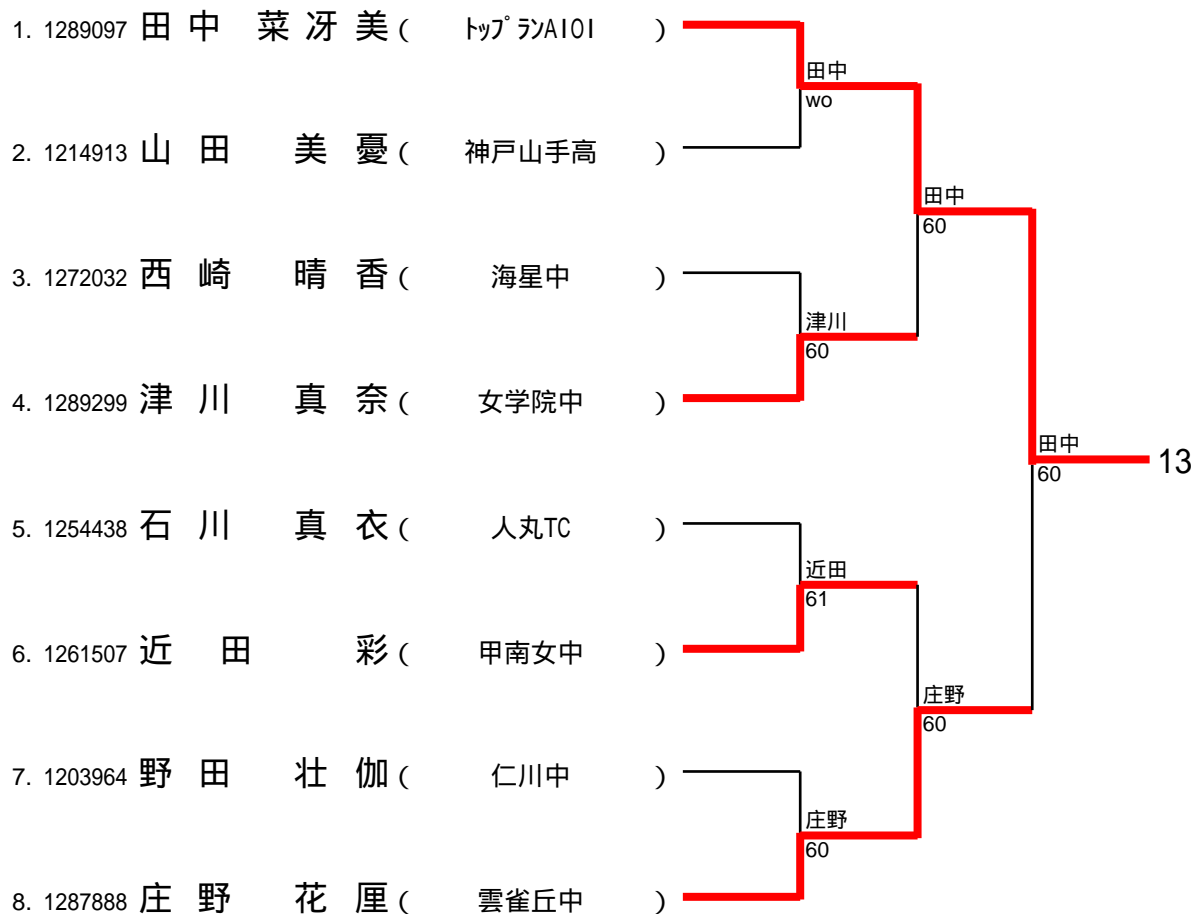 1. 1289097 田中 菜冴美 ( ﾄｯﾌﾟﾗﾝAIOI )
田中
wo
2. 1214913 山田 美憂 ( 神戸山手高 )
田中
60
3. 1272032 西崎 晴香 ( 海星中 )
津川
60
4. 1289299 津川 真奈 ( 女学院中 )
田中
60
13
5. 1254438 石川 真衣 ( 人丸TC )
近田
61
6. 1261507 近田 彩 ( 甲南女中 )
庄野
60
7. 1203964 野田 壮伽 ( 仁川中 )
庄野
60
8. 1287888 庄野 花厘 ( 雲雀丘中 )